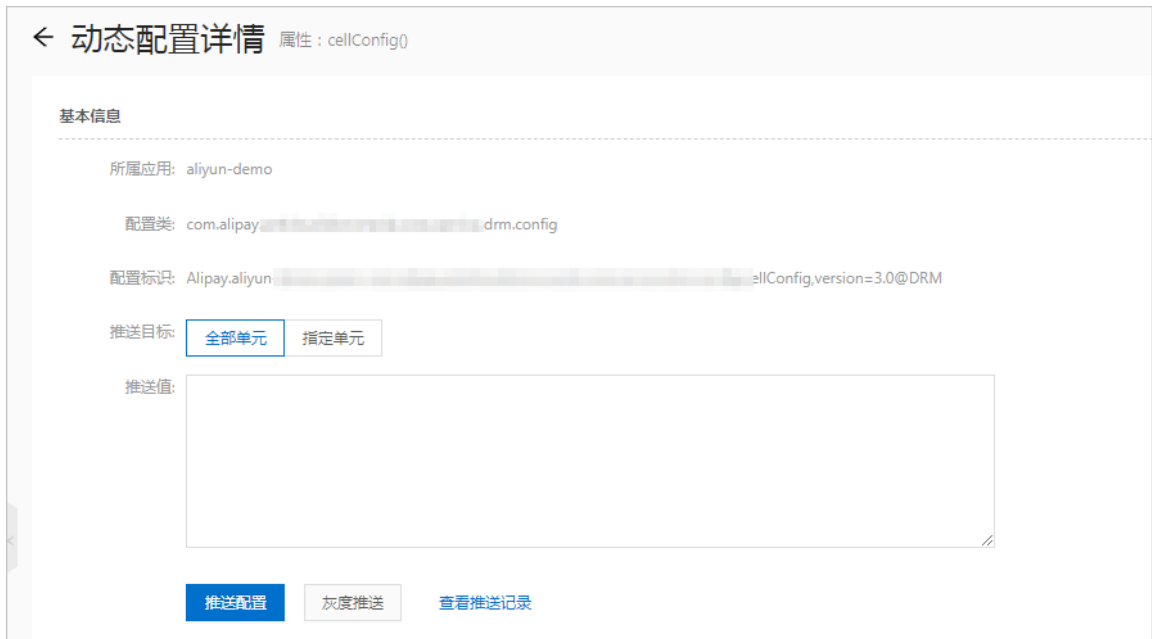 动态配置详情 属性：cellConfig()
基本信息
所属应用: aliyun-demo
配置类: com.alipay drm.config
配置标识: Alipay.aliyun- ellConfig,version=3.0@DRM
推送目标: 全部单元 指定单元
推送值:
推送配置 灰度推送 查看推送记录